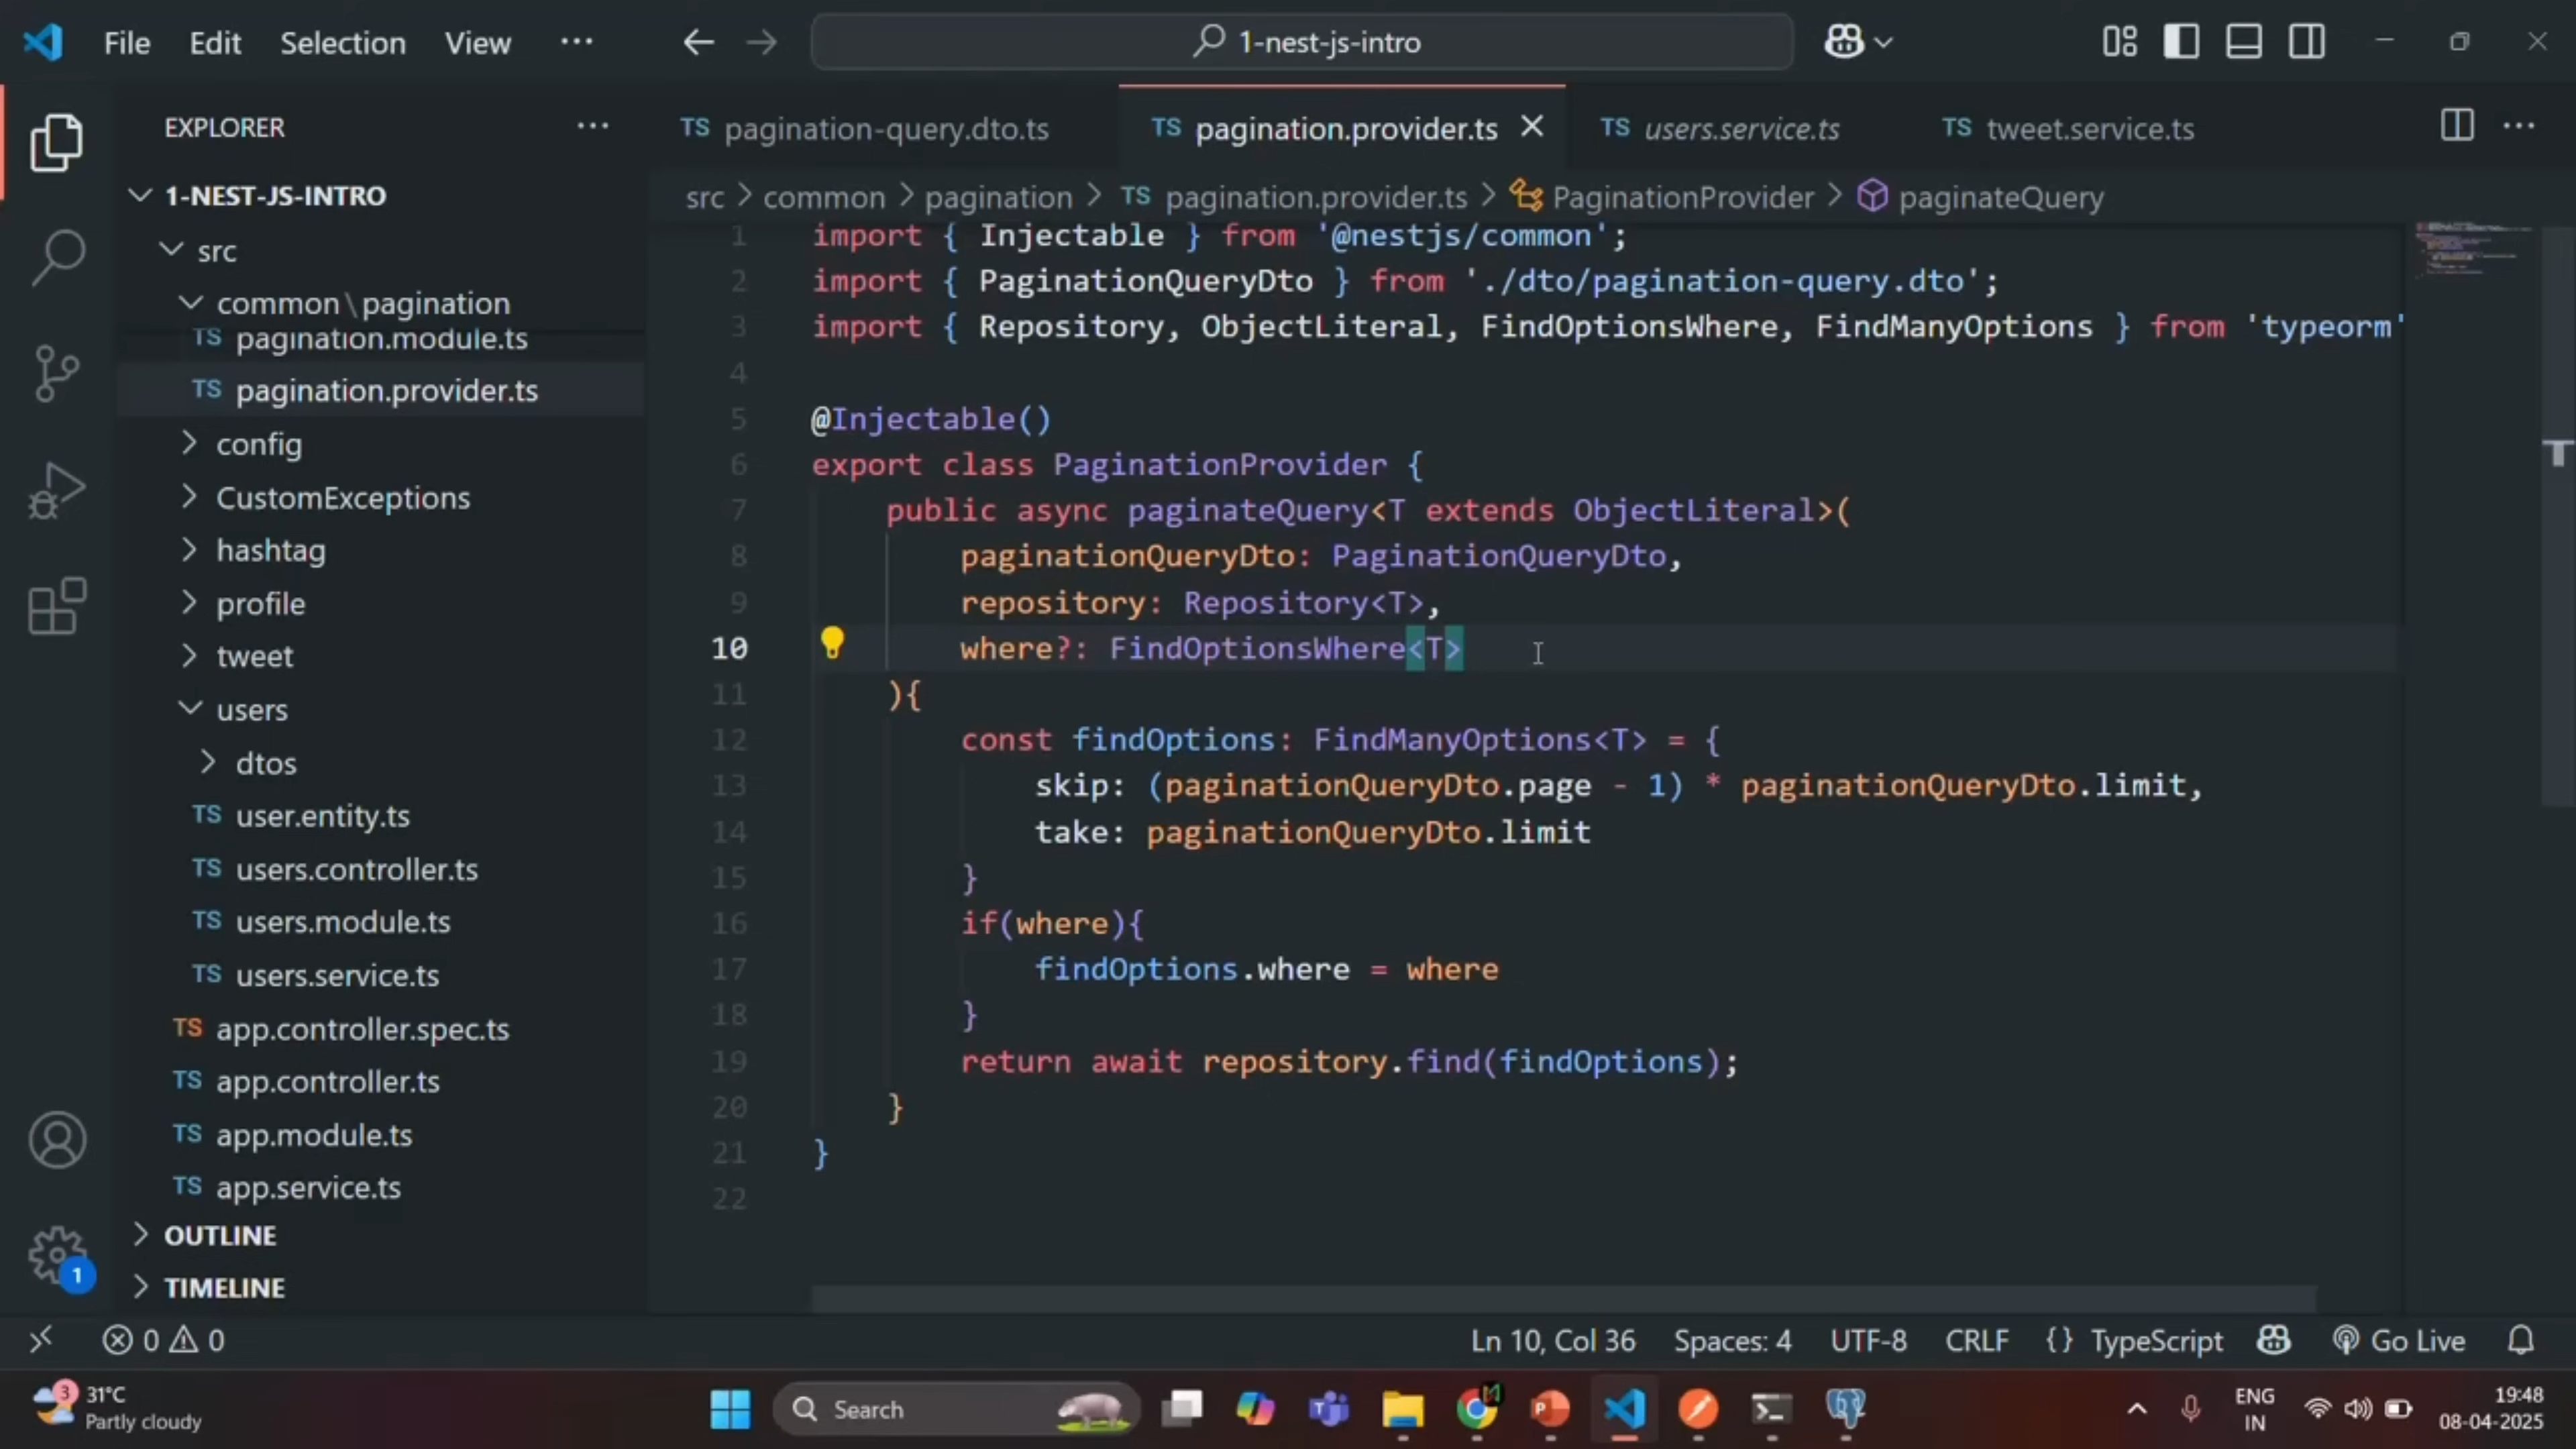 File Edit Selection View ··· 1-nest-js-intro
EXPLORER ···
1-NEST-JS-INTRO
src
common\pagination
TS pagination.module.ts
TS pagination.provider.ts
config
CustomExceptions
hashtag
profile
tweet
users
dtos
TS user.entity.ts
TS users.controller.ts
TS users.module.ts
TS users.service.ts
TS app.controller.spec.ts
TS app.controller.ts
TS app.module.ts
TS app.service.ts
OUTLINE
TIMELINE
1
TS pagination-query.dto.ts TS pagination.provider.ts TS users.service.ts TS tweet.service.ts ···
src > common > pagination > TS pagination.provider.ts > PaginationProvider > paginateQuery
1 import { Injectable } from '@nestjs/common';
2 import { PaginationQueryDto } from './dto/pagination-query.dto';
3 import { Repository, ObjectLiteral, FindOptionsWhere, FindManyOptions } from 'typeorm'
4
5 @Injectable()
6 export class PaginationProvider {
7 public async paginateQuery<T extends ObjectLiteral>(
8 paginationQueryDto: PaginationQueryDto,
9 repository: Repository<T>,
10 where?: FindOptionsWhere<T>
11 ){
12 const findOptions: FindManyOptions<T> = {
13 skip: (paginationQueryDto.page - 1) * paginationQueryDto.limit,
14 take: paginationQueryDto.limit
15 }
16 if(where){
17 findOptions.where = where
18 }
19 return await repository.find(findOptions);
20 }
21 }
22
0 0 Ln 10, Col 36 Spaces: 4 UTF-8 CRLF {} TypeScript Go Live
3 31°C
Partly cloudy
Search
ENG
IN
19:48
08-04-2025